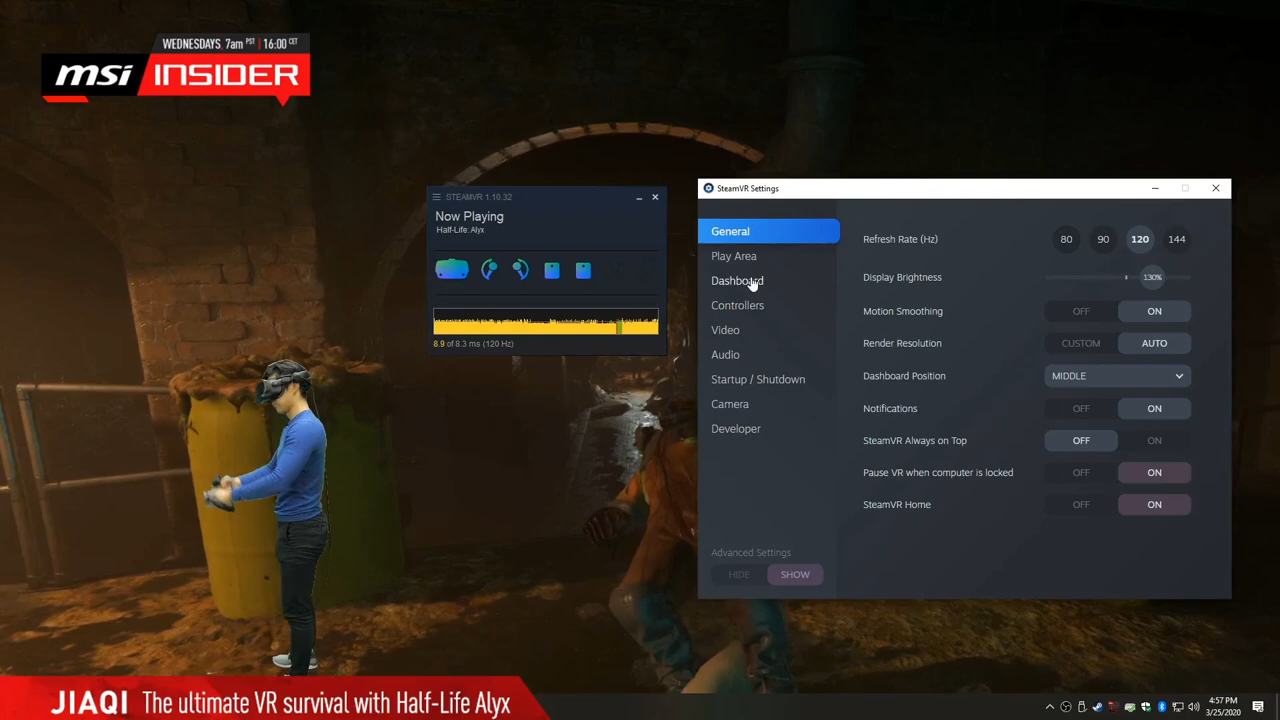 WEDNESDAYS 7am PST | 16:00 CET
msi INSIDER
STEAMVR 1.10.32
Now Playing
Half-Life: Alyx
8.9 of 8.3 ms (120 Hz)
SteamVR Settings
General
Play Area
Dashboard
Controllers
Video
Audio
Startup / Shutdown
Camera
Developer
Advanced Settings
HIDE SHOW
Refresh Rate (Hz) 80 90 120 144
Display Brightness 130%
Motion Smoothing OFF ON
Render Resolution CUSTOM AUTO
Dashboard Position MIDDLE
Notifications OFF ON
SteamVR Always on Top OFF ON
Pause VR when computer is locked OFF ON
SteamVR Home OFF ON
JIAQI The ultimate VR survival with Half-Life Alyx
4:57 PM
3/25/2020